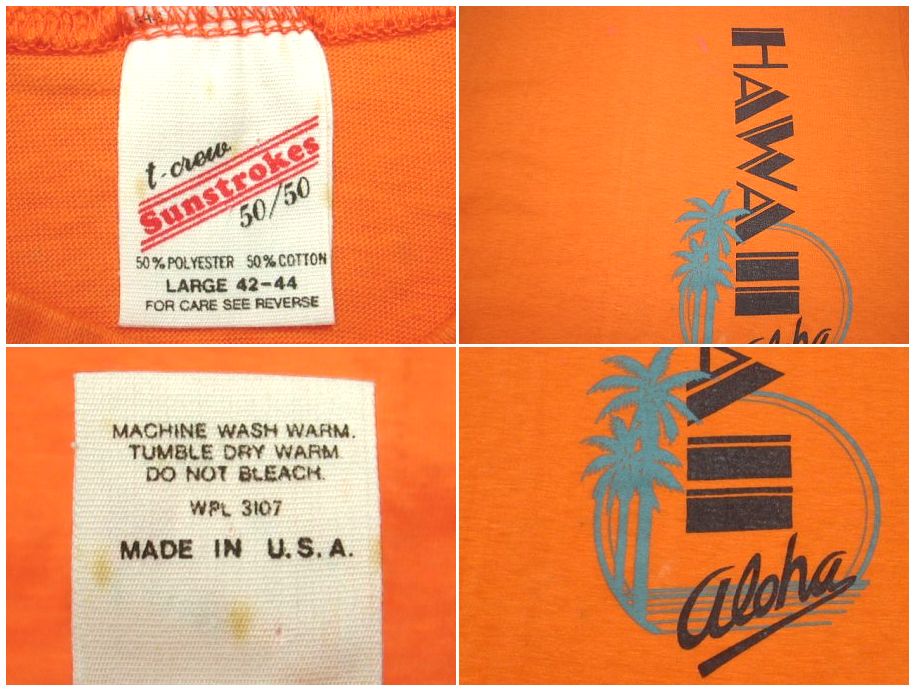 t-crew
Sunstrokes
50/50
50% POLYESTER 50% COTTON
LARGE 42-44
FOR CARE SEE REVERSE
HAWAII
Aloha
MACHINE WASH WARM.
TUMBLE DRY WARM
DO NOT BLEACH.
WPL 3107
MADE IN U.S.A.
AII
Aloha